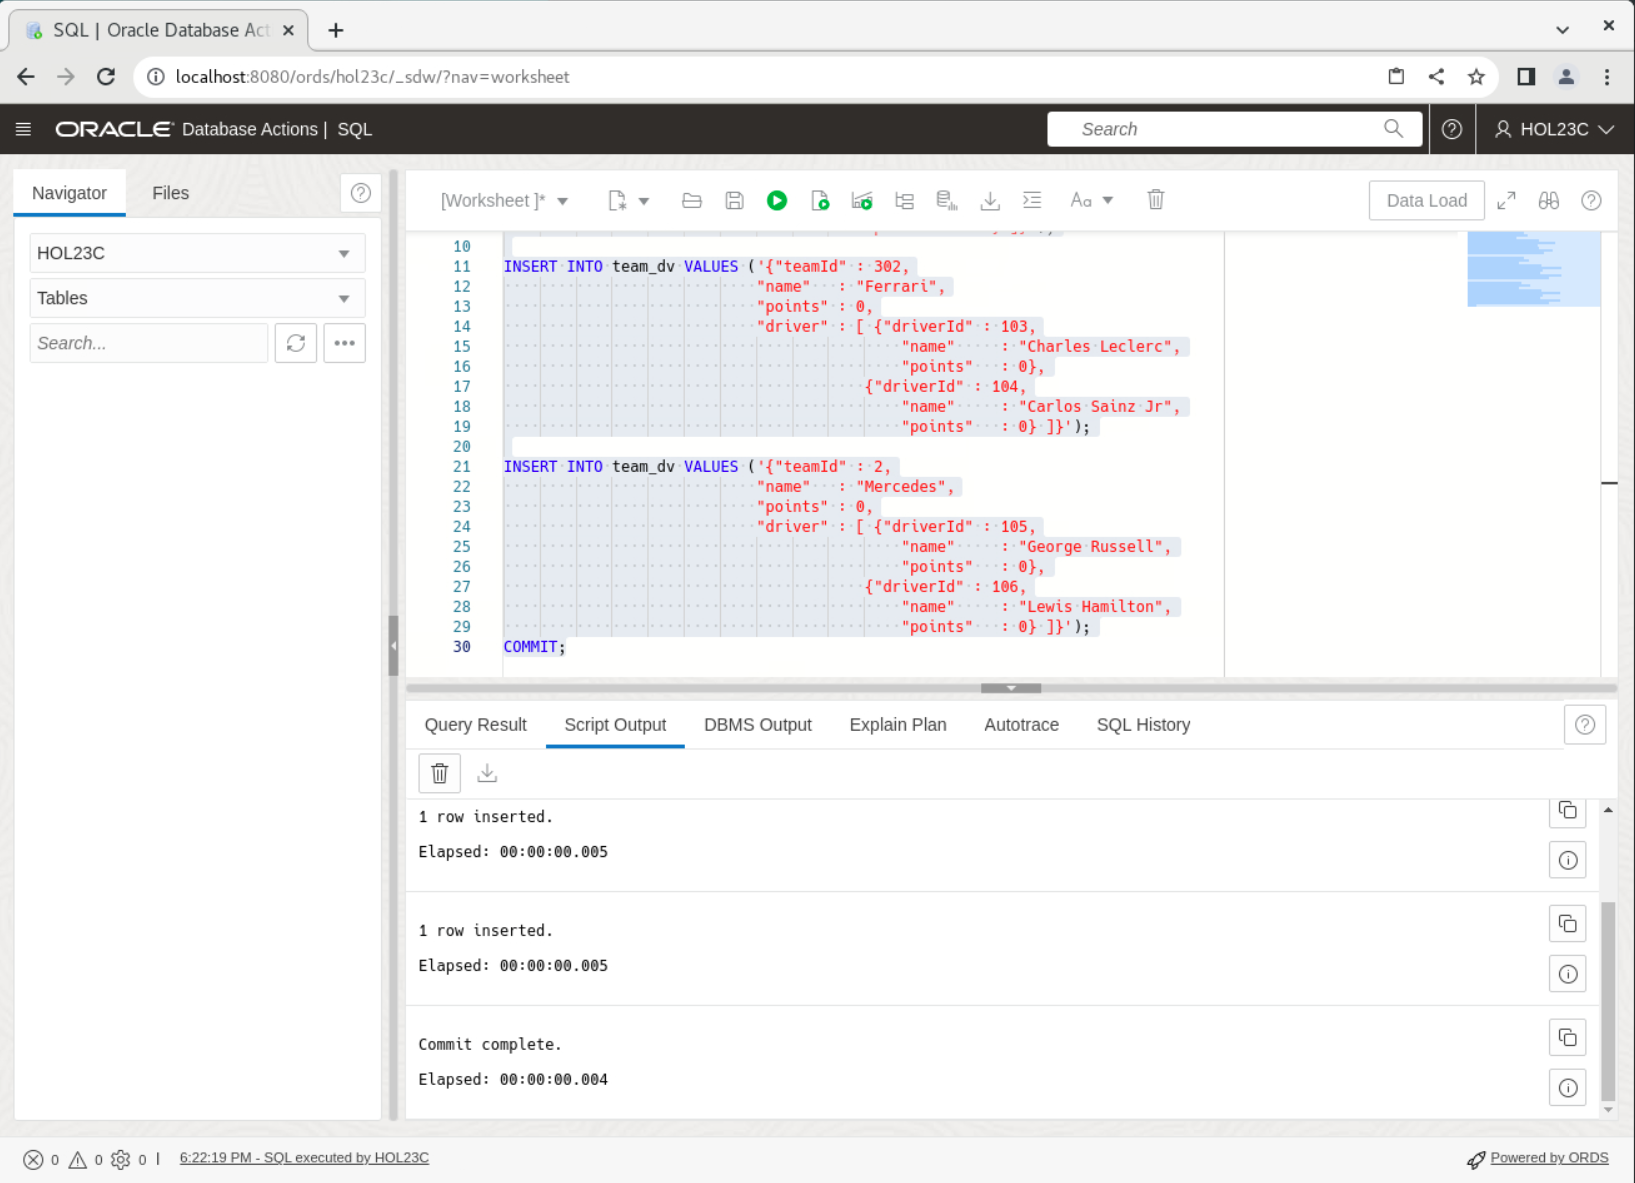 SQL | Oracle Database Act
localhost:8080/ords/hol23c/_sdw/?nav=worksheet
ORACLE Database Actions | SQL
Search
HOL23C
Navigator
Files
HOL23C
Tables
Search...
[Worksheet ]*
Aa
Data Load
10
11 INSERT INTO team_dv VALUES ('{"teamId" : 302,
12 "name" : "Ferrari",
13 "points" : 0,
14 "driver" : [ {"driverId" : 103,
15 "name" : "Charles Leclerc",
16 "points" : 0},
17 {"driverId" : 104,
18 "name" : "Carlos Sainz Jr",
19 "points" : 0} ]}');
20
21 INSERT INTO team_dv VALUES ('{"teamId" : 2,
22 "name" : "Mercedes",
23 "points" : 0,
24 "driver" : [ {"driverId" : 105,
25 "name" : "George Russell",
26 "points" : 0},
27 {"driverId" : 106,
28 "name" : "Lewis Hamilton",
29 "points" : 0} ]}');
30 COMMIT;
Query Result Script Output DBMS Output Explain Plan Autotrace SQL History
1 row inserted.
Elapsed: 00:00:00.005
1 row inserted.
Elapsed: 00:00:00.005
Commit complete.
Elapsed: 00:00:00.004
0 0 0 | 6:22:19 PM - SQL executed by HOL23C
Powered by ORDS